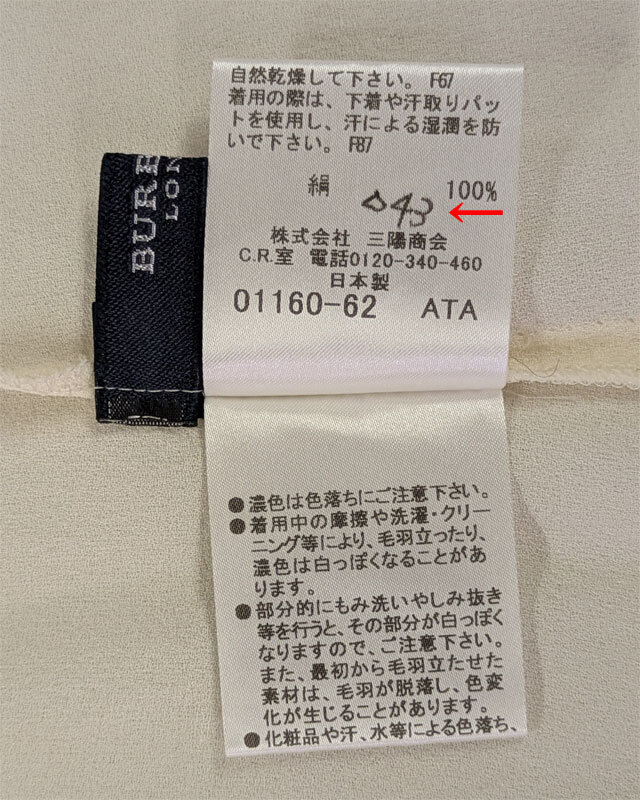 BURB
LON
自然乾燥して下さい。 F67
着用の際は、下着や汗取りパッ
トを使用し、汗による湿潤を防
いで下さい。 F87
絹 100%
043
株式会社 三陽商会
C.R.室 電話0120-340-460
日本製
01160-62 ATA
●濃色は色落ちにご注意下さい。
●着用中の摩擦や洗濯・クリー
ニング等により、毛羽立ったり、
濃色は白っぽくなることがあ
ります。
●部分的にもみ洗いやしみ抜き
等を行うと、その部分が白っぽく
なりますので、ご注意下さい。
また、最初から毛羽立たせた
素材は、毛羽が脱落し、色変
化が生じることがあります。
●化粧品や汗、水等による色落ち、